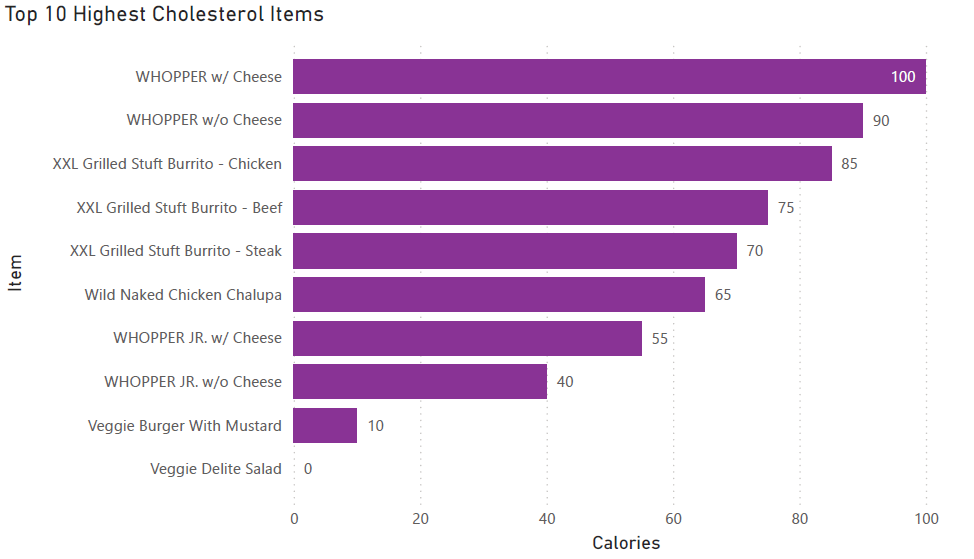 Top 10 Highest Cholesterol Items
Item
WHOPPER w/ Cheese 100
WHOPPER w/o Cheese 90
XXL Grilled Stuft Burrito - Chicken 85
XXL Grilled Stuft Burrito - Beef 75
XXL Grilled Stuft Burrito - Steak 70
Wild Naked Chicken Chalupa 65
WHOPPER JR. w/ Cheese 55
WHOPPER JR. w/o Cheese 40
Veggie Burger With Mustard 10
Veggie Delite Salad 0
0 20 40 60 80 100
Calories